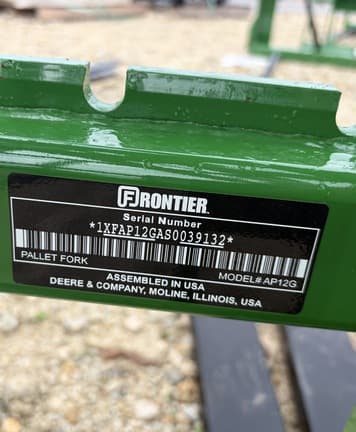 FRONTIER
Serial Number
*1XFAP12GAS0039132*
PALLET FORK MODEL# AP12G
ASSEMBLED IN USA
DEERE & COMPANY, MOLINE, ILLINOIS, USA